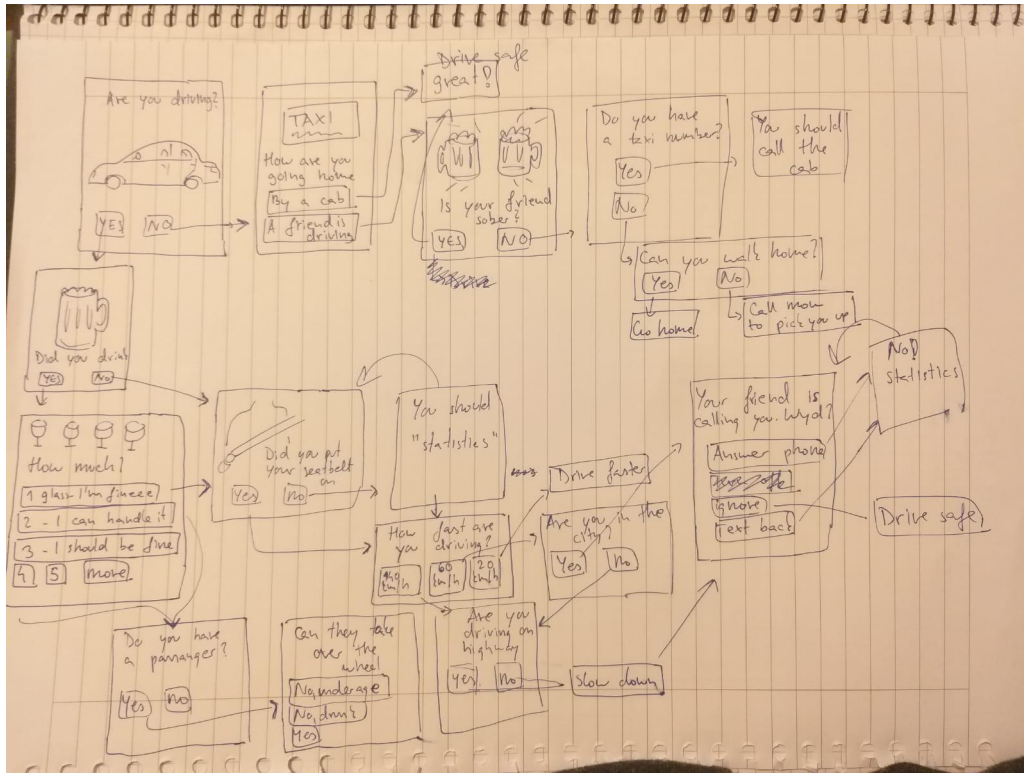 Are you driving?
YES
NO
TAXI
How are you
going home
By a cab
A friend is
driving
Drive safe
great!
Is your friend
sober?
YES
NO
Do you have
a taxi number?
Yes
No
You should
call the
cab
Can you walk home?
Yes
No
Go home
Call mom
to pick you up
Did you drink
YES
No
How much?
1 glass I'm fineee
2 - I can handle it
3 - I should be fine
4
5
more
Did you put
your seatbelt
on
Yes
no
You should
"statistics"
Drive faster
How fast are
you driving?
km/h
60
km/h
20
km/h
Are you in the
city?
Yes
no
Your friend is
calling you. Wyd?
Answer phone
ignore
Text back
No!
statistics
Drive safe
Do you have
a passanger?
Yes
No
Can they take
over the
wheel
No, underage
No, drunk
Yes
Are you
driving on
highway
Yes
no
Slow down